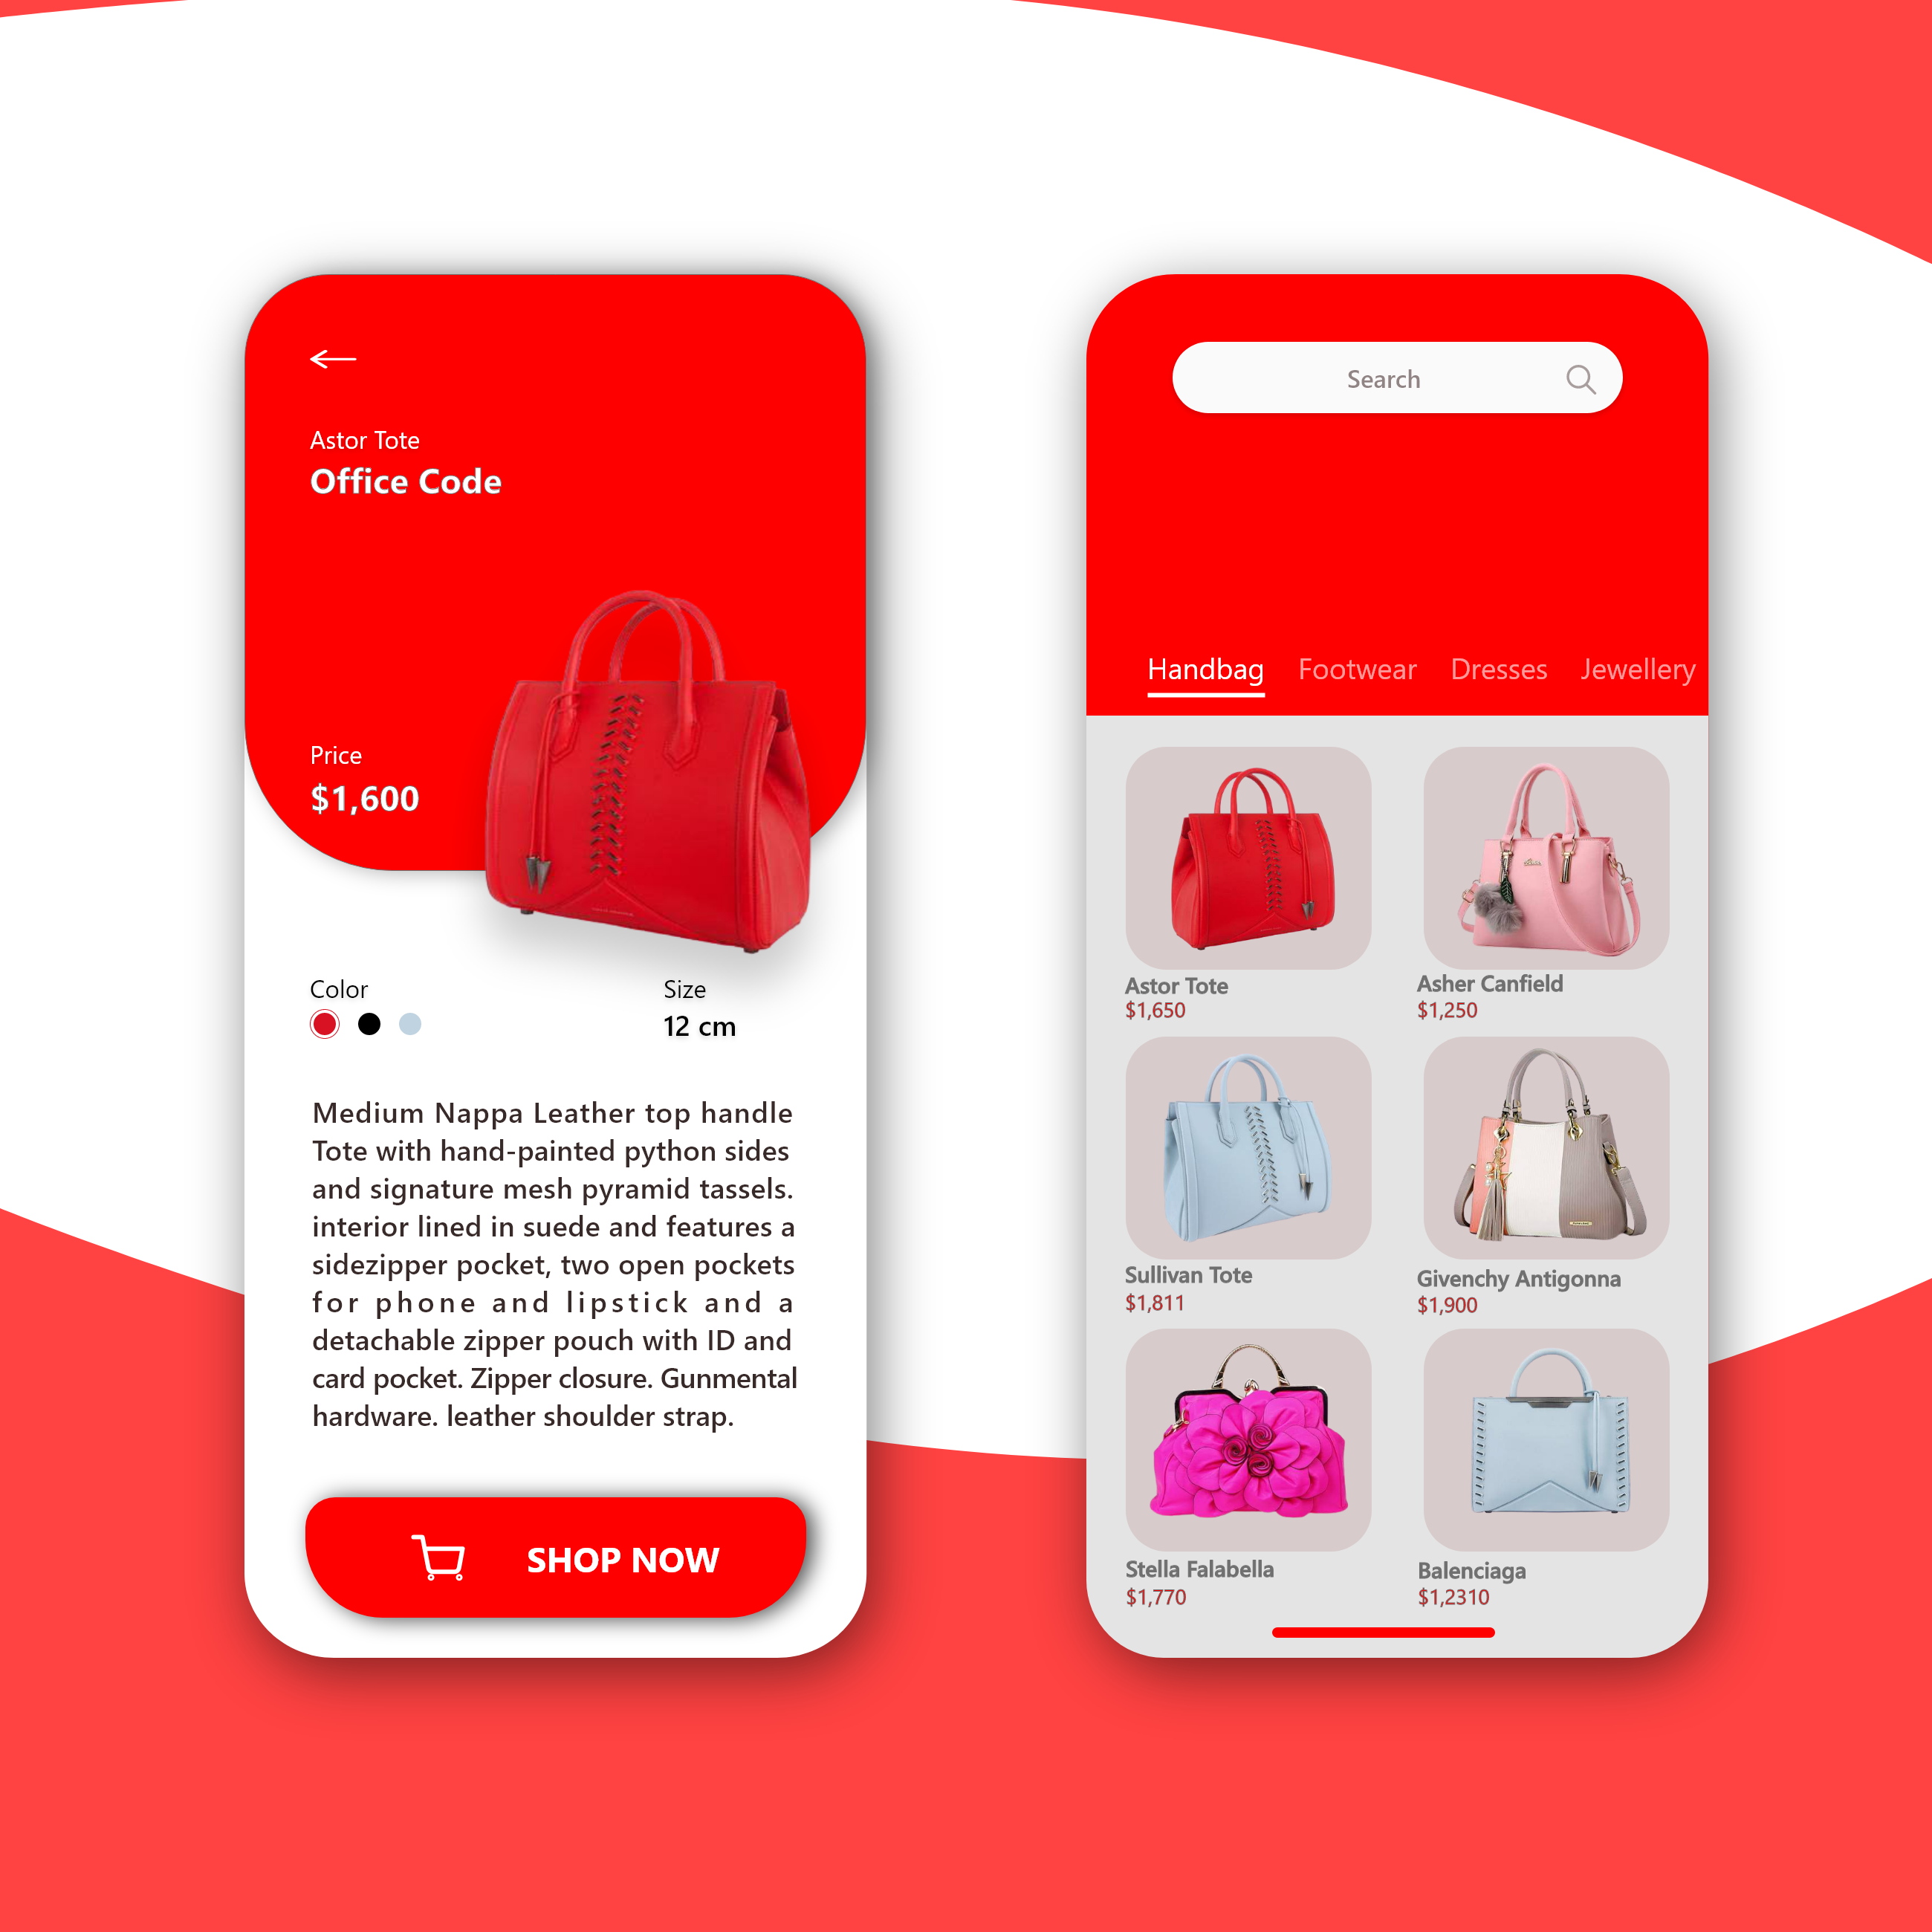 Astor Tote
Office Code
Price
$1,600
Color
Size
12 cm
Medium Nappa Leather top handle
Tote with hand-painted python sides
and signature mesh pyramid tassels.
interior lined in suede and features a
sidezipper pocket, two open pockets
for phone and lipstick and a
detachable zipper pouch with ID and
card pocket. Zipper closure. Gunmental
hardware. leather shoulder strap.
SHOP NOW
Search
Handbag Footwear Dresses Jewellery
Astor Tote
$1,650
Asher Canfield
$1,250
Sullivan Tote
$1,811
Givenchy Antigonna
$1,900
Stella Falabella
$1,770
Balenciaga
$1,2310